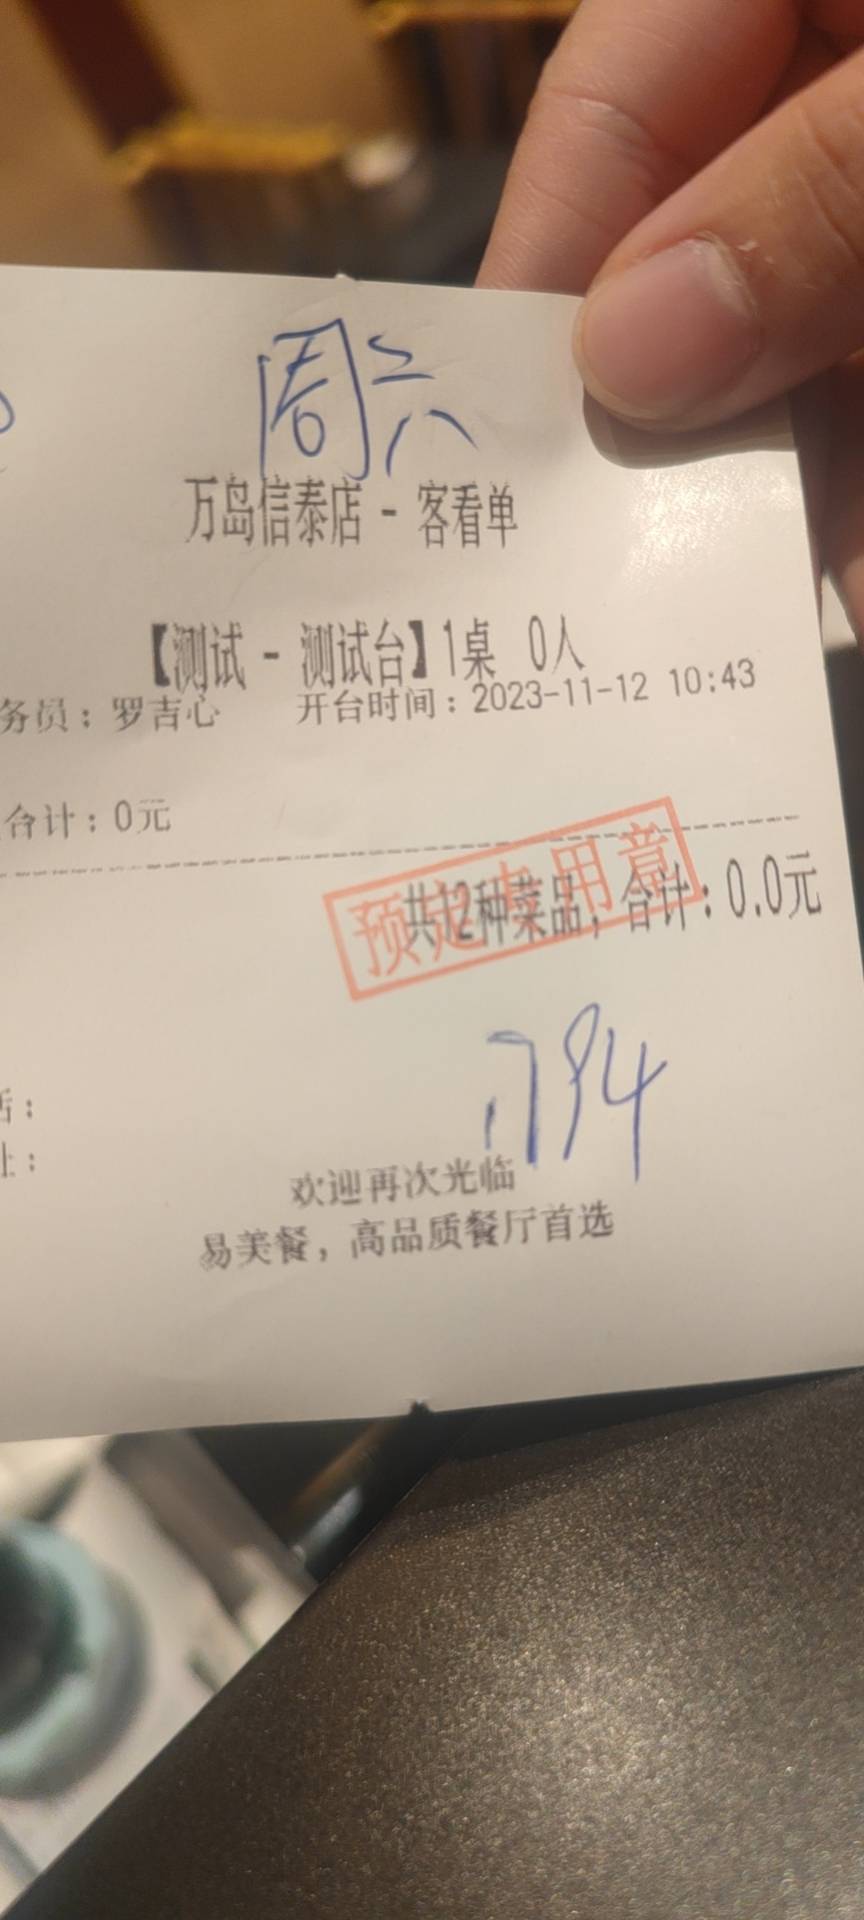 周六
万岛信泰店 - 客看单
【测试 - 测试台】1桌 0人
务员：罗吉心 开台时间：2023-11-12 10:43
合计：0元
预定专用章
共12种菜品，合计：0.0元
欢迎再次光临
易美餐，高品质餐厅首选